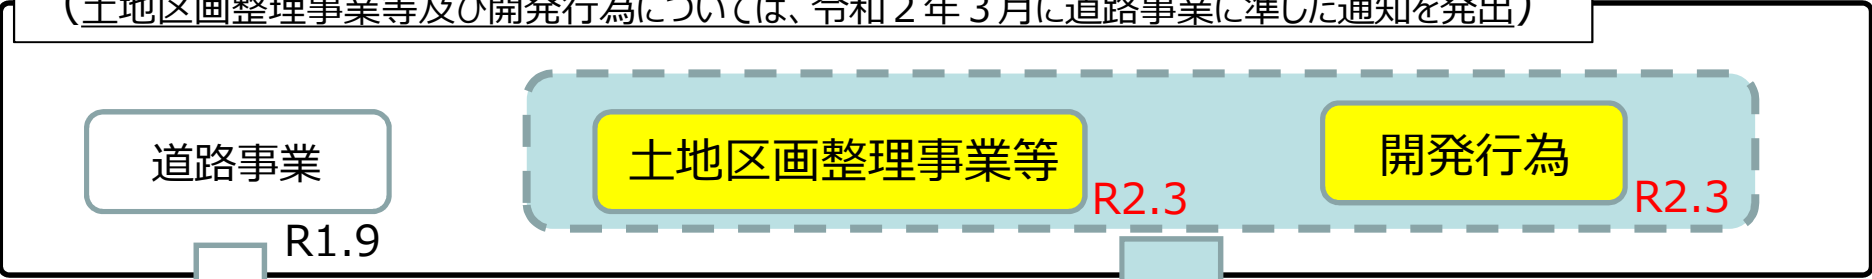 （土地区画整理事業等及び開発行為については、令和２年３月に道路事業に準じた通知を発出）
道路事業
R1.9
土地区画整理事業等
R2.3
開発行為
R2.3